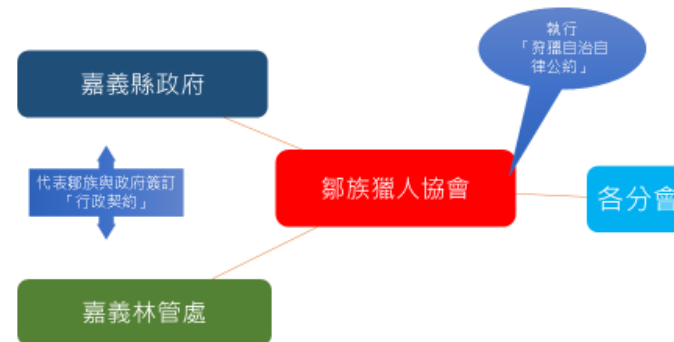 執行
「狩獵自治自
律公約」
嘉義縣政府
代表鄒族與政府簽訂
「行政契約」
鄒族獵人協會
各分會
嘉義林管處